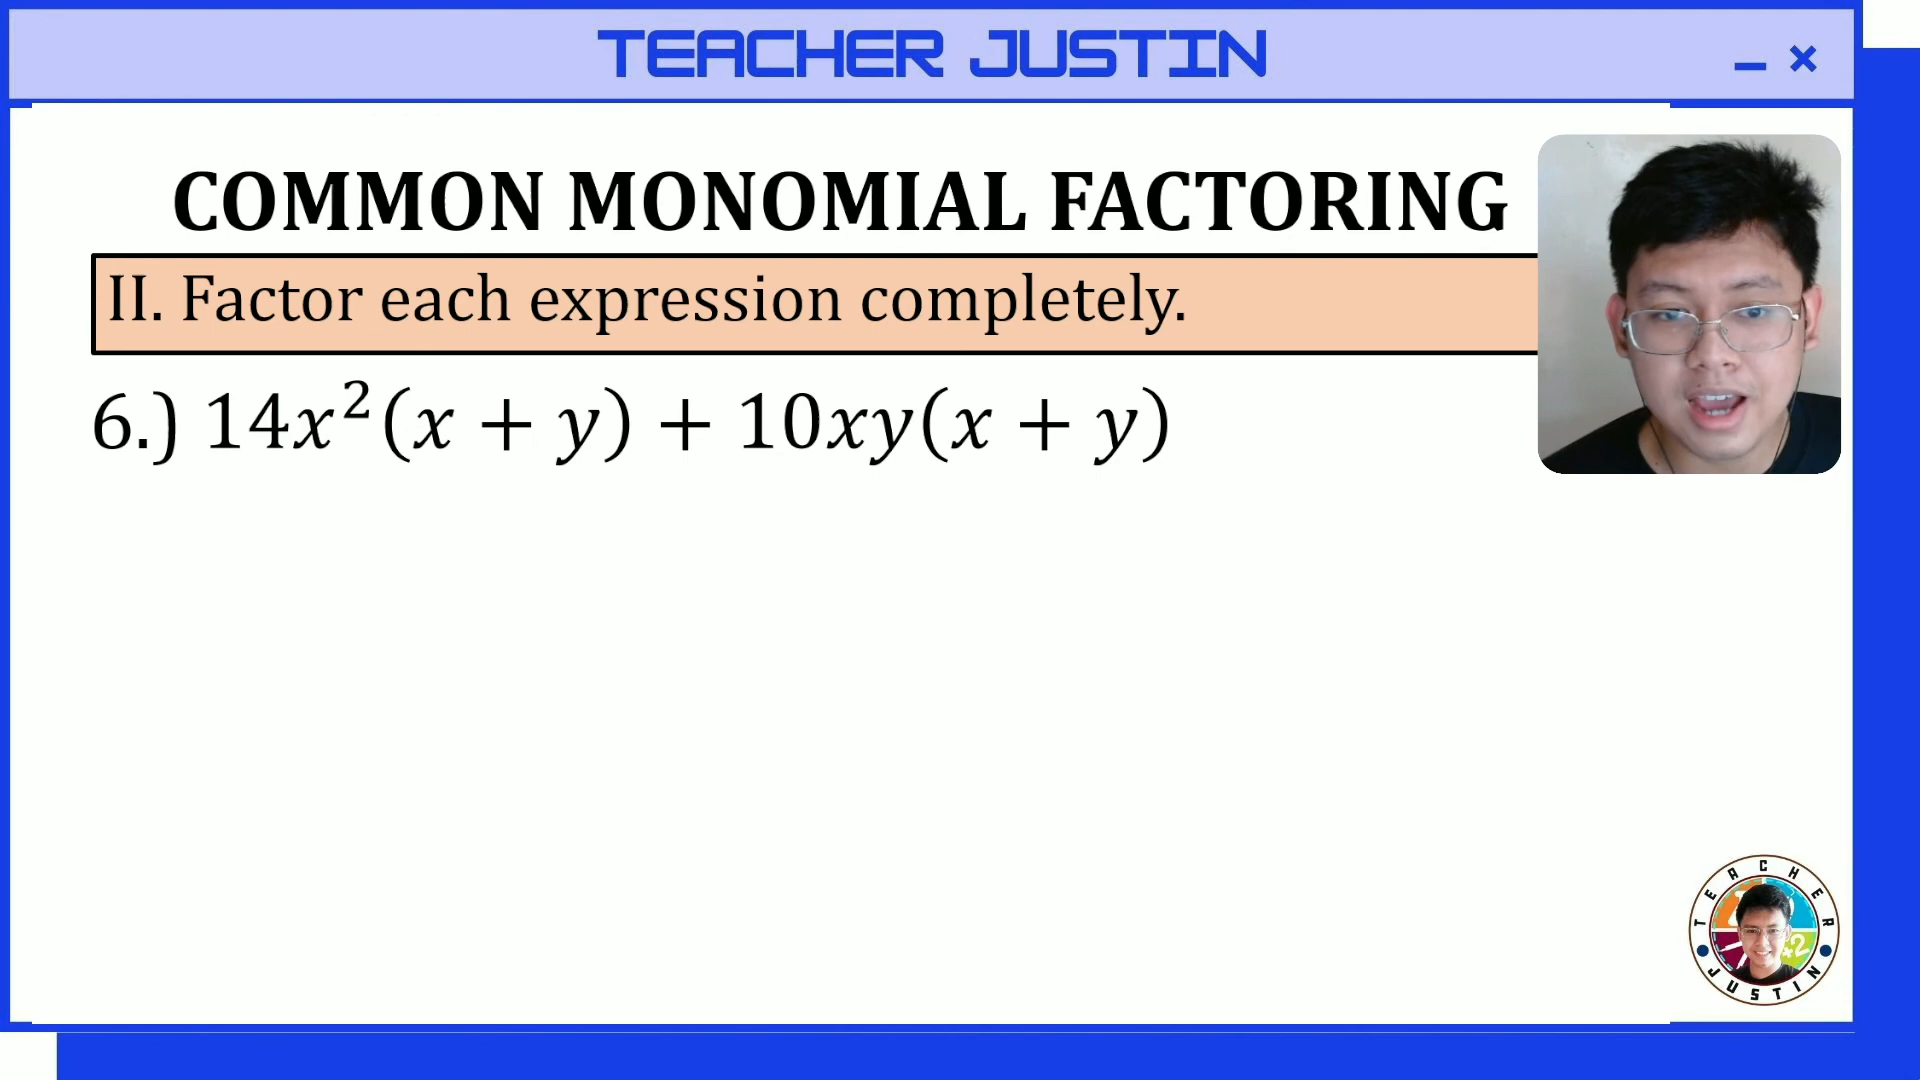 TEACHER JUSTIN
COMMON MONOMIAL FACTORING
II. Factor each expression completely.
6.) 14x²(x + y) + 10xy(x + y)
TEACHER
JUSTIN